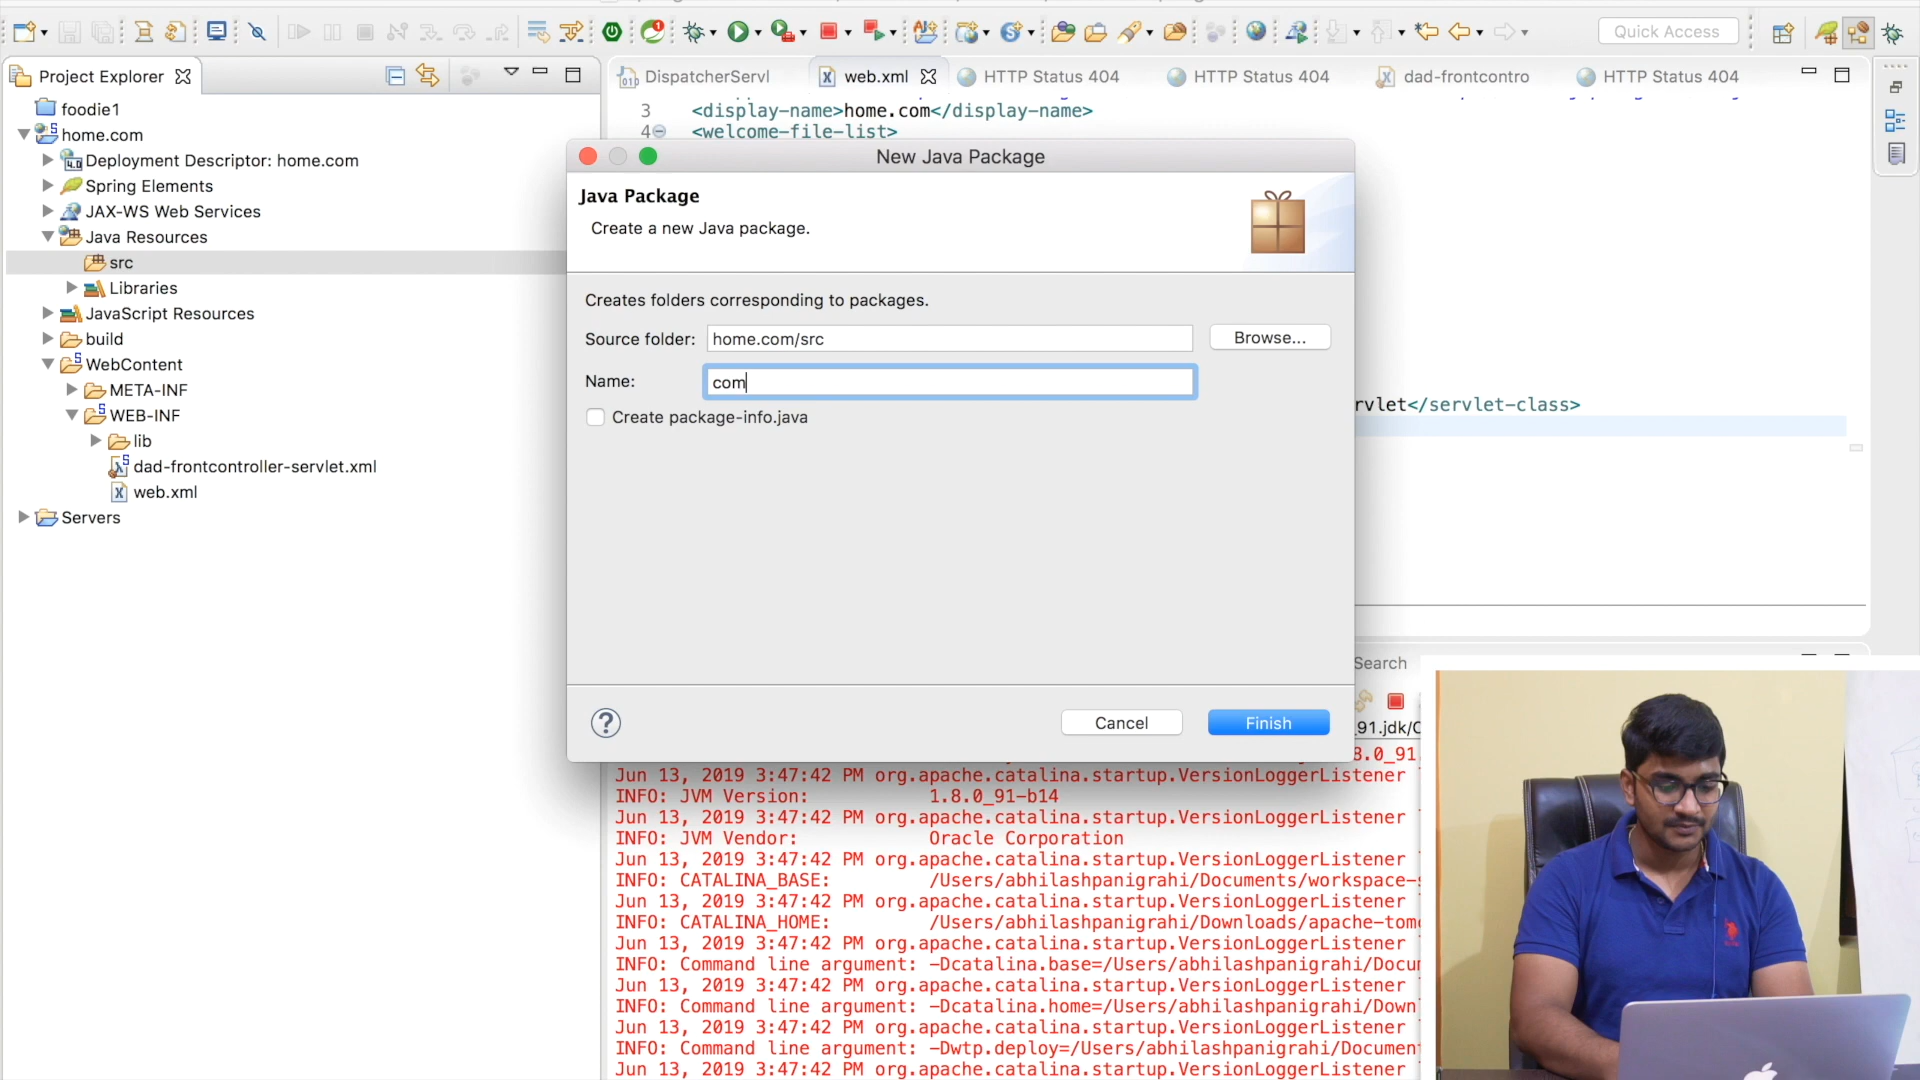 Quick Access
Project Explorer
foodie1
home.com
Deployment Descriptor: home.com
Spring Elements
JAX-WS Web Services
Java Resources
src
Libraries
JavaScript Resources
build
WebContent
META-INF
WEB-INF
lib
dad-frontcontroller-servlet.xml
web.xml
Servers
DispatcherServl
web.xml
HTTP Status 404
HTTP Status 404
dad-frontcontro
HTTP Status 404
3 <display-name>home.com</display-name>
4 <welcome-file-list>
New Java Package
Java Package
Create a new Java package.
Creates folders corresponding to packages.
Source folder: home.com/src
Browse...
Name: com
Create package-info.java
rvlet</servlet-class>
?
Cancel
Finish
Search
_91.jdk/C
8.0_91
Jun 13, 2019 3:47:42 PM org.apache.catalina.startup.VersionLoggerListener
INFO: JVM Version: 1.8.0_91-b14
Jun 13, 2019 3:47:42 PM org.apache.catalina.startup.VersionLoggerListener
INFO: JVM Vendor: Oracle Corporation
Jun 13, 2019 3:47:42 PM org.apache.catalina.startup.VersionLoggerListener
INFO: CATALINA_BASE: /Users/abhilashpanigrahi/Documents/workspace-s
Jun 13, 2019 3:47:42 PM org.apache.catalina.startup.VersionLoggerListener
INFO: CATALINA_HOME: /Users/abhilashpanigrahi/Downloads/apache-tomc
Jun 13, 2019 3:47:42 PM org.apache.catalina.startup.VersionLoggerListener
INFO: Command line argument: -Dcatalina.base=/Users/abhilashpanigrahi/Docum
Jun 13, 2019 3:47:42 PM org.apache.catalina.startup.VersionLoggerListener
INFO: Command line argument: -Dcatalina.home=/Users/abhilashpanigrahi/Downl
Jun 13, 2019 3:47:42 PM org.apache.catalina.startup.VersionLoggerListener
INFO: Command line argument: -Dwtp.deploy=/Users/abhilashpanigrahi/Document
Jun 13, 2019 3:47:42 PM org.apache.catalina.startup.VersionLoggerListener